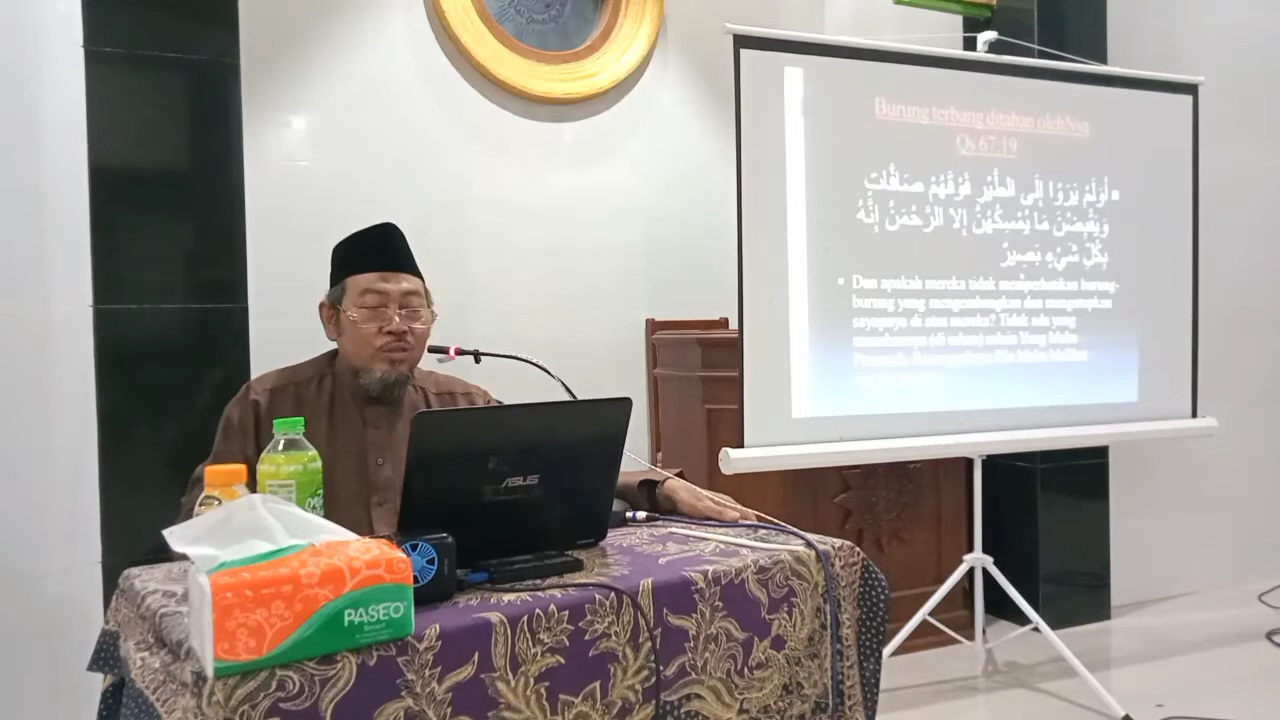 Burung terbang ditahan olehNya
Qs 67:19
أَوَلَمْ يَرَوْا إِلَى الطَّيْرِ فَوْقَهُمْ صَافَّاتٍ
وَيَقْبِضْنَ مَا يُمْسِكُهُنَّ إِلا الرَّحْمَنُ إِنَّهُ
بِكُلِّ شَيْءٍ بَصِيرٌ
Dan apakah mereka tidak memperhatikan burung-
burung yang mengembangkan dan mengatupkan
sayapnya di atas mereka? Tidak ada yang
menahannya (di udara) selain Yang Maha
ASUS
PASEO
Smart